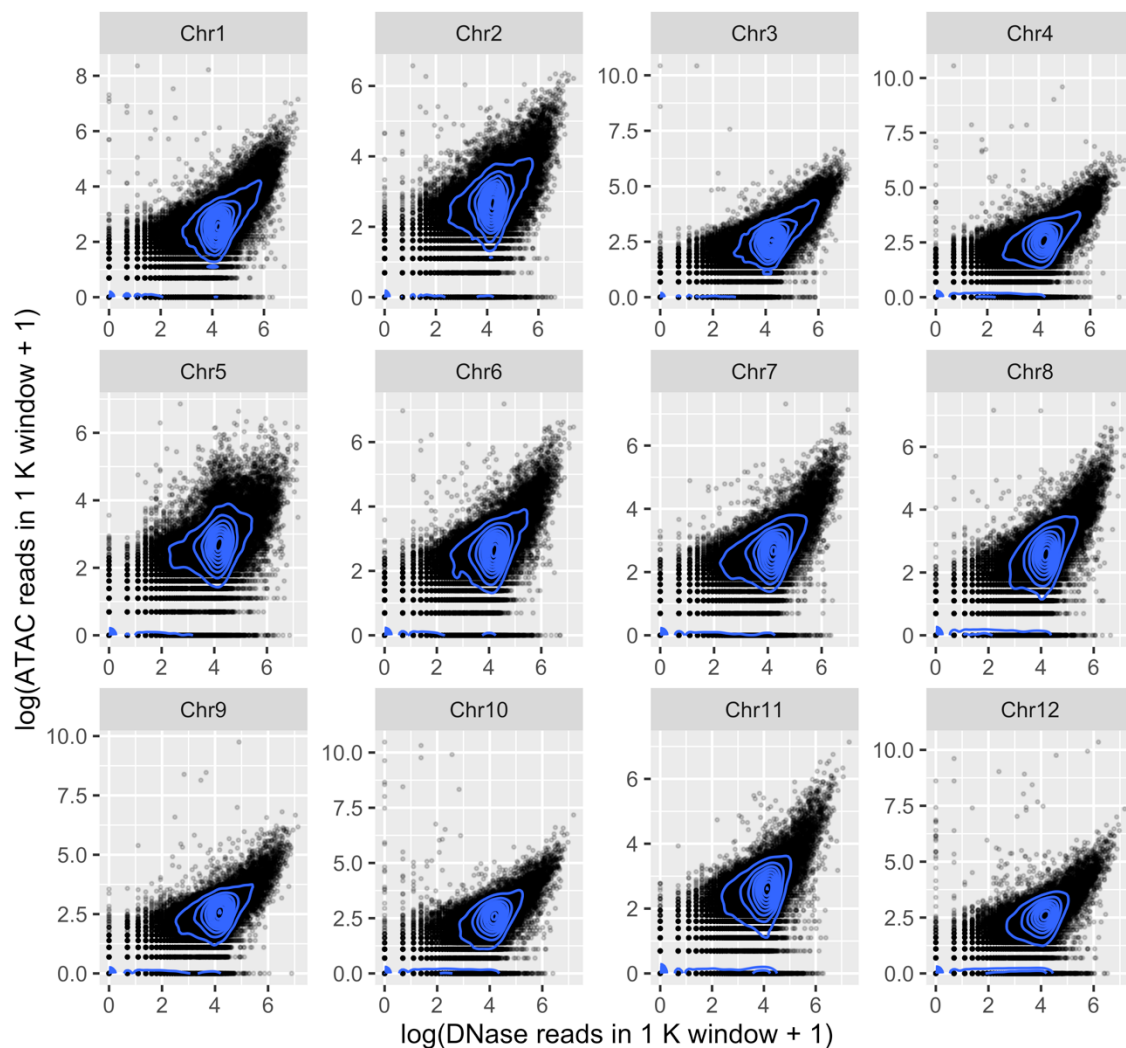 Chr1 Chr2 Chr3 Chr4
8 6 4 2 0
6 4 2 0
10.0 7.5 5.0 2.5 0.0
10.0 7.5 5.0 2.5 0.0
0 2 4 6 0 2 4 6 0 2 4 6 0 2 4 6
Chr5 Chr6 Chr7 Chr8
6 4 2 0
6 4 2 0
6 4 2 0
6 4 2 0
0 2 4 6 0 2 4 6 0 2 4 6 0 2 4 6
Chr9 Chr10 Chr11 Chr12
10.0 7.5 5.0 2.5 0.0
10.0 7.5 5.0 2.5 0.0
6 4 2 0
10.0 7.5 5.0 2.5 0.0
0 2 4 6 0 2 4 6 0 2 4 6 0 2 4 6
log(ATAC reads in 1 K window + 1)
log(DNase reads in 1 K window + 1)